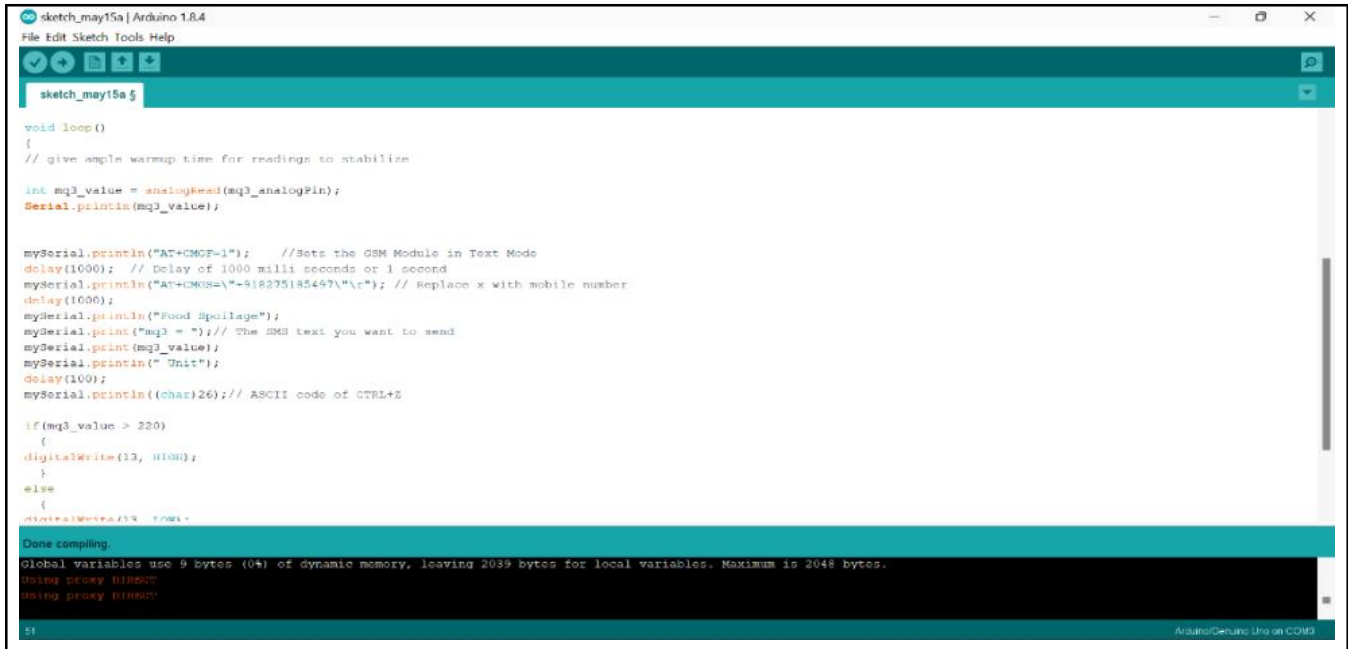 sketch_may15a | Arduino 1.8.4
File Edit Sketch Tools Help
sketch_may15a §
void loop()
{
// give ample warmup time for readings to stabilize
int mq3_value = analogRead(mq3_analogPin);
Serial.println(mq3_value);
mySerial.println("AT+CMGF=1");    //Sets the GSM Module in Text Mode
delay(1000);  // Delay of 1000 milli seconds or 1 second
mySerial.println("AT+CMGS=\"+918275185497\"\r"); // Replace x with mobile number
delay(1000);
mySerial.println("Food Spoilage");
mySerial.print("mq3 = ");// The SMS text you want to send
mySerial.print(mq3_value);
mySerial.println(" Unit");
delay(100);
mySerial.println((char)26);// ASCII code of CTRL+Z
if(mq3_value > 220)
{
digitalWrite(13, HIGH);
}
else
{
digitalWrite(13, LOW);
Done compiling.
Global variables use 9 bytes (0%) of dynamic memory, leaving 2039 bytes for local variables. Maximum is 2048 bytes.
Using proxy DIRECT
Using proxy DIRECT
51
Arduino/Genuino Uno on COM3